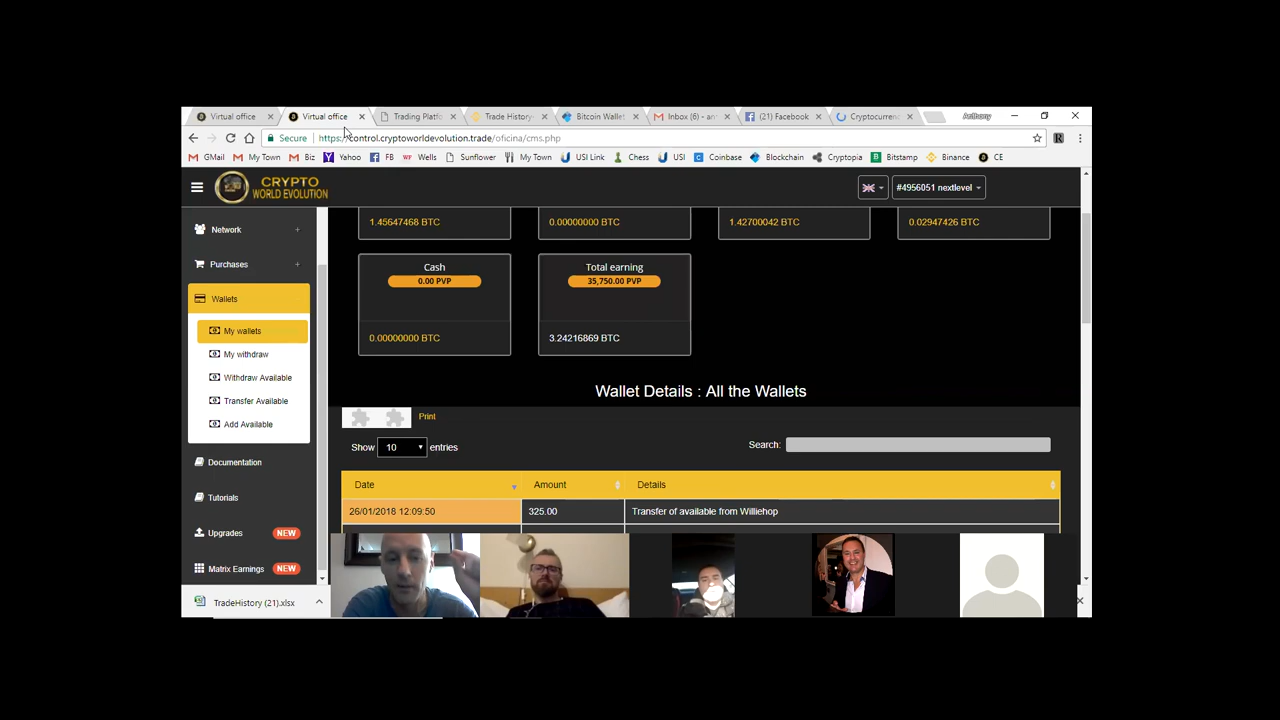 Virtual office
Virtual office
Trading Platfo
Trade History
Bitcoin Wallet
Inbox (6) - an
(21) Facebook
Cryptocurrenc
Anthony
Secure | https://control.cryptoworldevolution.trade/oficina/cms.php
GMail My Town Biz Yahoo FB Wells Sunflower My Town USI Link Chess USI Coinbase Blockchain Cryptopia Bitstamp Binance CE
CRYPTO
WORLD EVOLUTION
#4956051 nextlevel
Network +
Purchases +
Wallets
My wallets
My withdraw
Withdraw Available
Transfer Available
Add Available
Documentation
Tutorials
Upgrades NEW
Matrix Earnings NEW
1.45647468 BTC
0.00000000 BTC
1.42700042 BTC
0.02947426 BTC
Cash
0.00 PVP
0.00000000 BTC
Total earning
35,750.00 PVP
3.24216869 BTC
Wallet Details : All the Wallets
Print
Show 10 entries
Search:
Date Amount Details
26/01/2018 12:09:50 325.00 Transfer of available from Williehop
TradeHistory (21).xlsx